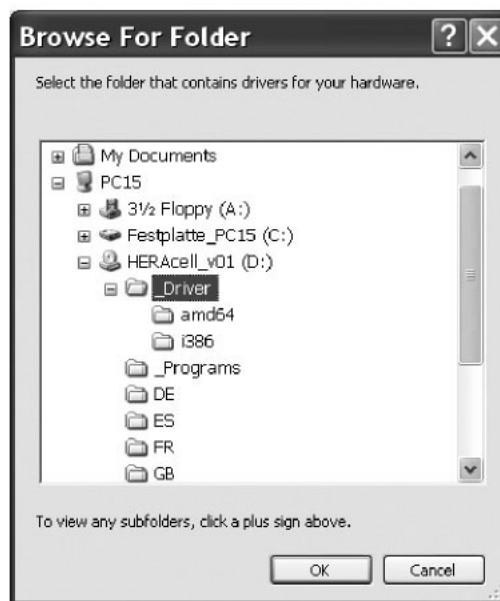 Browse For Folder
Select the folder that contains drivers for your hardware.
My Documents
PC15
3½ Floppy (A:)
Festplatte_PC15 (C:)
HERAcell_v01 (D:)
_Driver
amd64
i386
_Programs
DE
ES
FR
GB
To view any subfolders, click a plus sign above.
OK Cancel